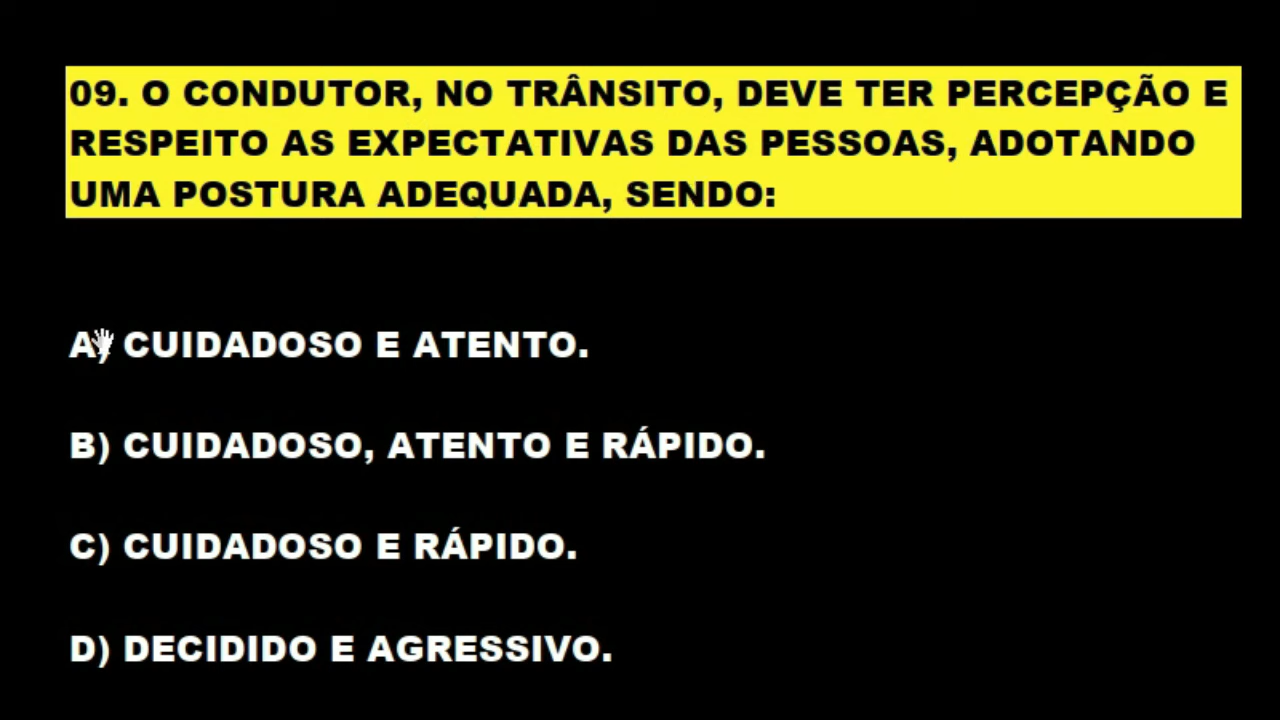 09. O CONDUTOR, NO TRÂNSITO, DEVE TER PERCEPÇÃO E
RESPEITO AS EXPECTATIVAS DAS PESSOAS, ADOTANDO
UMA POSTURA ADEQUADA, SENDO:
A) CUIDADOSO E ATENTO.
B) CUIDADOSO, ATENTO E RÁPIDO.
C) CUIDADOSO E RÁPIDO.
D) DECIDIDO E AGRESSIVO.